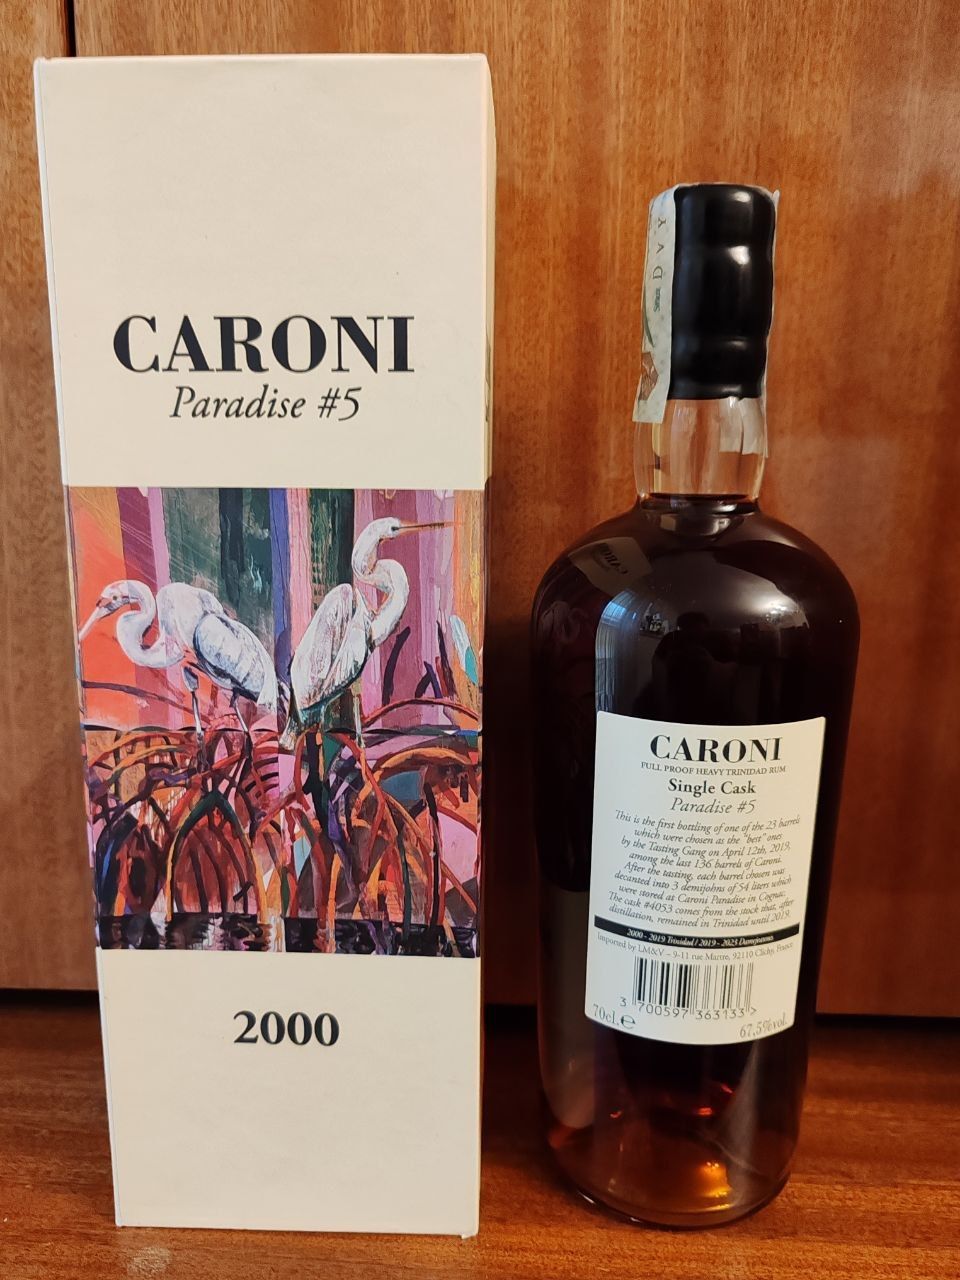 CARONI
Paradise #5
2000
DVY
CARONI
FULL PROOF HEAVY TRINIDAD RUM
Single Cask
Paradise #5
This is the first bottling of one of the 23 barrels
which were chosen as the "best" ones
by the Tasting Gang on April 12th, 2019,
among the last 136 barrels of Caroni.
After the tasting, each barrel chosen was
decanted into 3 demijohns of 54 liters which
were stored at Caroni Paradise in Cognac.
The cask #4053 comes from the stock that, after
distillation, remained in Trinidad until 2019.
2000 - 2019 Trinidad / 2019 - 2023 Damejeannes
Imported by LM&V – 9-11 rue Martre, 92110 Clichy, France
3 700597 363133 >
70cl. ℮ 67,5%vol.